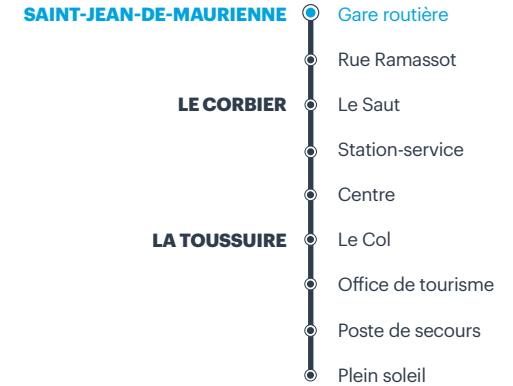 SAINT-JEAN-DE-MAURIENNE Gare routière
Rue Ramassot
LE CORBIER Le Saut
Station-service
Centre
LA TOUSSUIRE Le Col
Office de tourisme
Poste de secours
Plein soleil